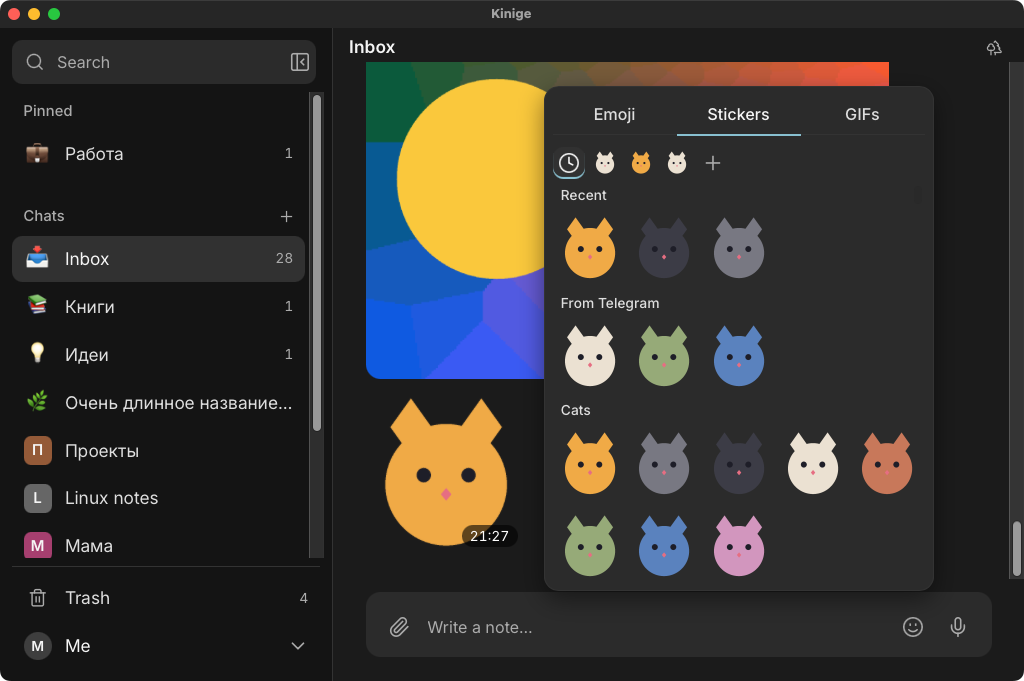 Kinige
Search
Inbox
Pinned
Работа 1
Chats
Inbox 28
Книги 1
Идеи 1
Очень длинное название...
П Проекты
L Linux notes
М Мама
Trash 4
M Me
Emoji Stickers GIFs
Recent
From Telegram
Cats
21:27
Write a note...